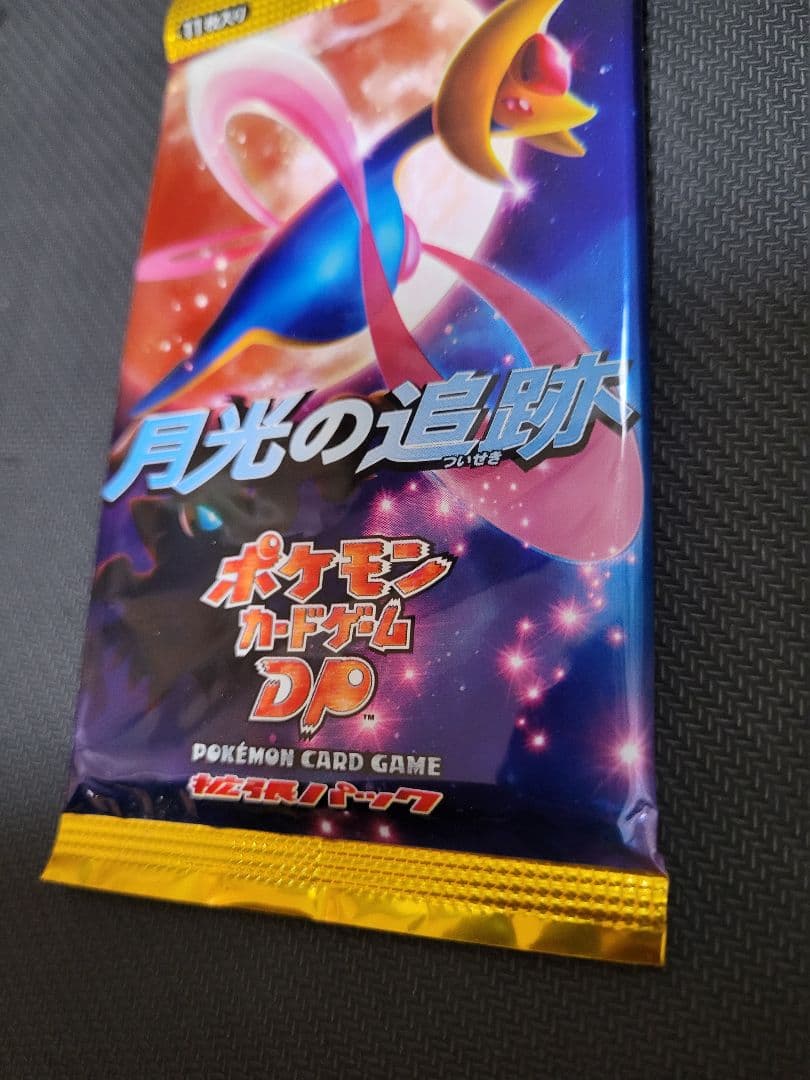 11枚入り
月光の追跡
ついせき
ポケモン
カードゲーム
DP™
POKÉMON CARD GAME
拡張パック